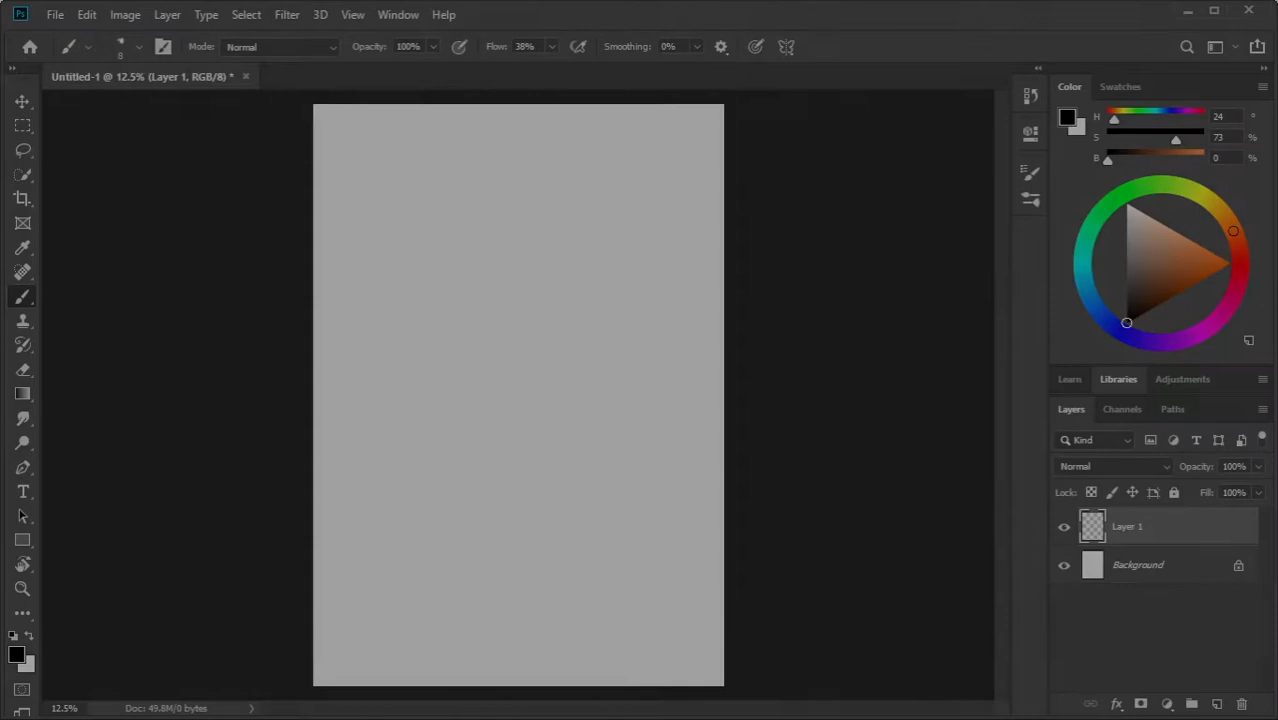 Ps File Edit Image Layer Type Select Filter 3D View Window Help
8 Mode: Normal Opacity: 100% Flow: 38% Smoothing: 0%
Untitled-1 @ 12.5% (Layer 1, RGB/8) *
Color Swatches
H 24 °
S 73 %
B 0 %
Learn Libraries Adjustments
Layers Channels Paths
Kind
Normal Opacity: 100%
Lock: Fill: 100%
Layer 1
Background
12.5% Doc: 49.8M/0 bytes